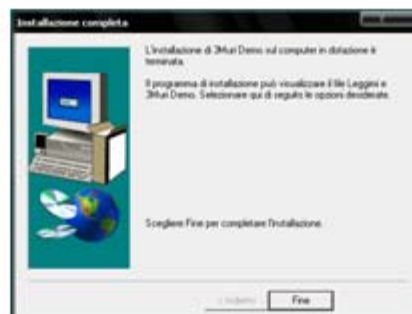 Installazione completa
L'installazione di 3Muri Demo sul computer in dotazione è
terminata.
Il programma di installazione può visualizzare il file Leggimi e
3Muri Demo. Selezionare qui di seguito le opzioni desiderate.
Scegliere Fine per completare l'installazione.
< Indietro
Fine